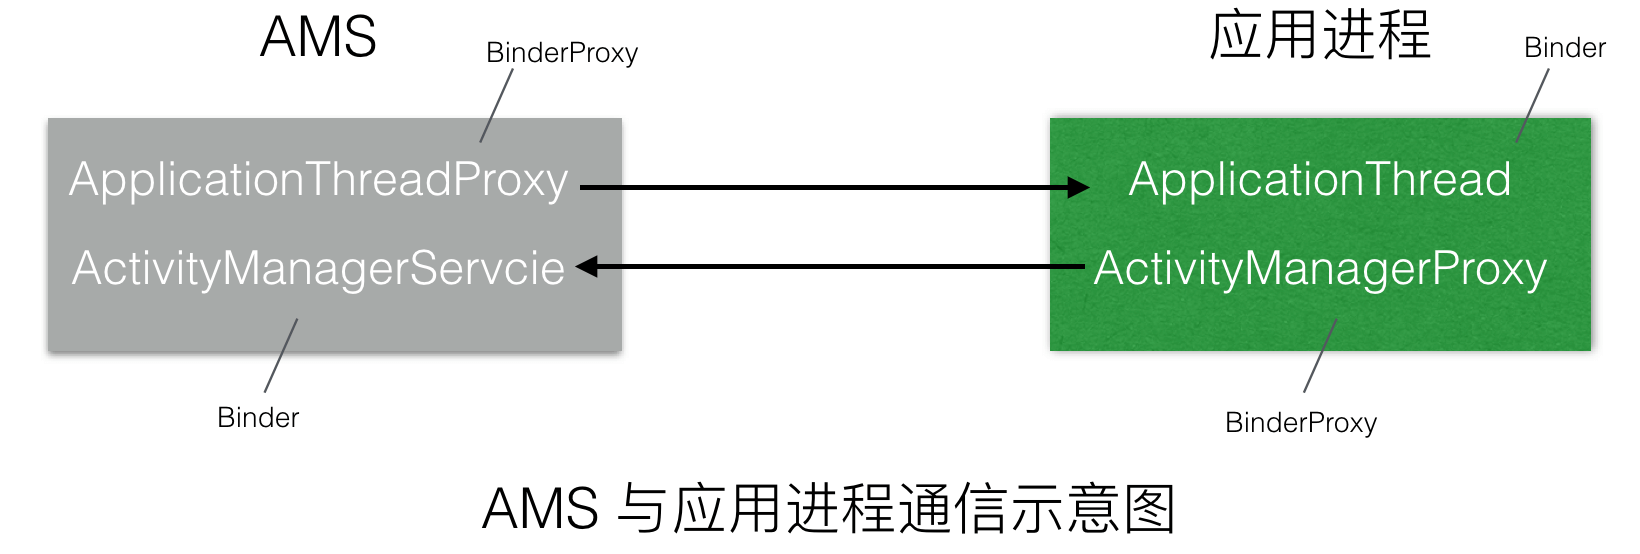 AMS
应用进程
BinderProxy
Binder
ApplicationThreadProxy
ApplicationThread
ActivityManagerServcie
ActivityManagerProxy
Binder
BinderProxy
AMS 与应用进程通信示意图